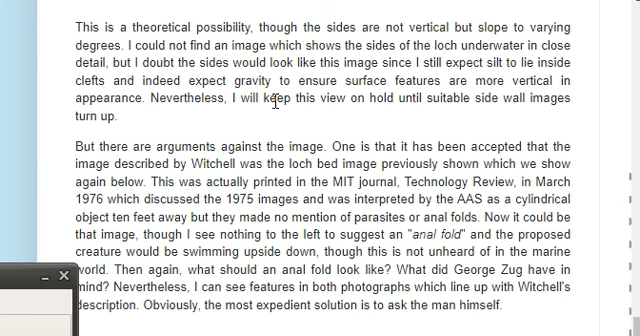 This is a theoretical possibility, though the sides are not vertical but slope to varying
degrees. I could not find an image which shows the sides of the loch underwater in close
detail, but I doubt the sides would look like this image since I still expect silt to lie inside
clefts and indeed expect gravity to ensure surface features are more vertical in
appearance. Nevertheless, I will keep this view on hold until suitable side wall images
turn up.
But there are arguments against the image. One is that it has been accepted that the
image described by Witchell was the loch bed image previously shown which we show
again below. This was actually printed in the MIT journal, Technology Review, in March
1976 which discussed the 1975 images and was interpreted by the AAS as a cylindrical
object ten feet away but they made no mention of parasites or anal folds. Now it could be
that image, though I see nothing to the left to suggest an "anal fold" and the proposed
creature would be swimming upside down, though this is not unheard of in the marine
world. Then again, what should an anal fold look like? What did George Zug have in
mind? Nevertheless, I can see features in both photographs which line up with Witchell's
description. Obviously, the most expedient solution is to ask the man himself.